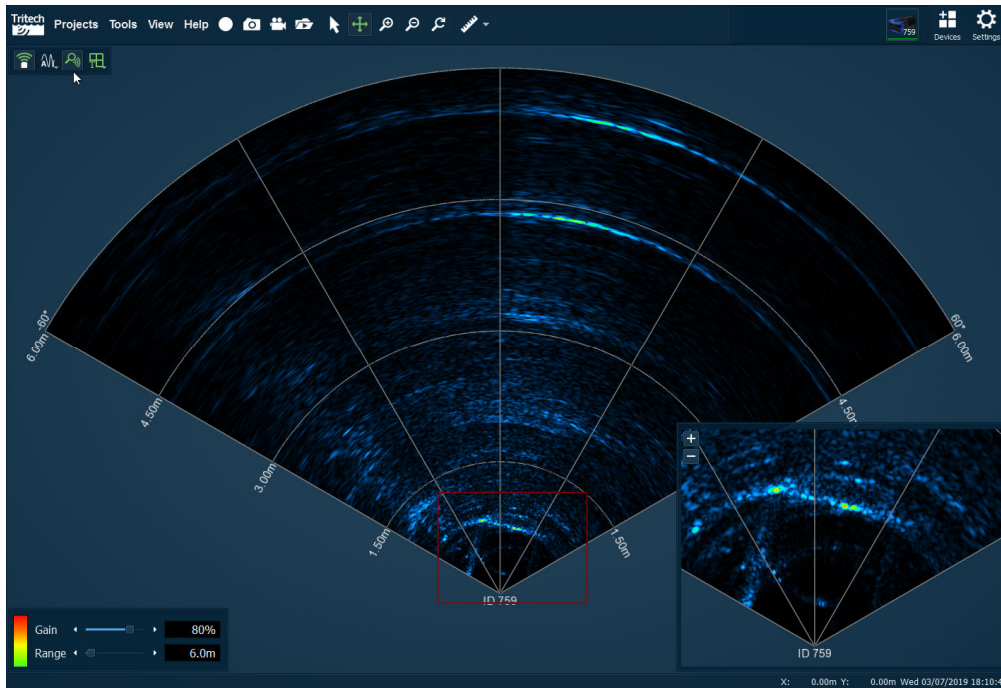 Tritech Projects Tools View Help
759
Devices Settings
-60°
6.00m
4.50m
3.00m
1.50m
60°
6.00m
4.50m
1.50m
ID 759
ID 759
Gain 80%
Range 6.0m
X: 0.00m Y: 0.00m Wed 03/07/2019 18:10:4